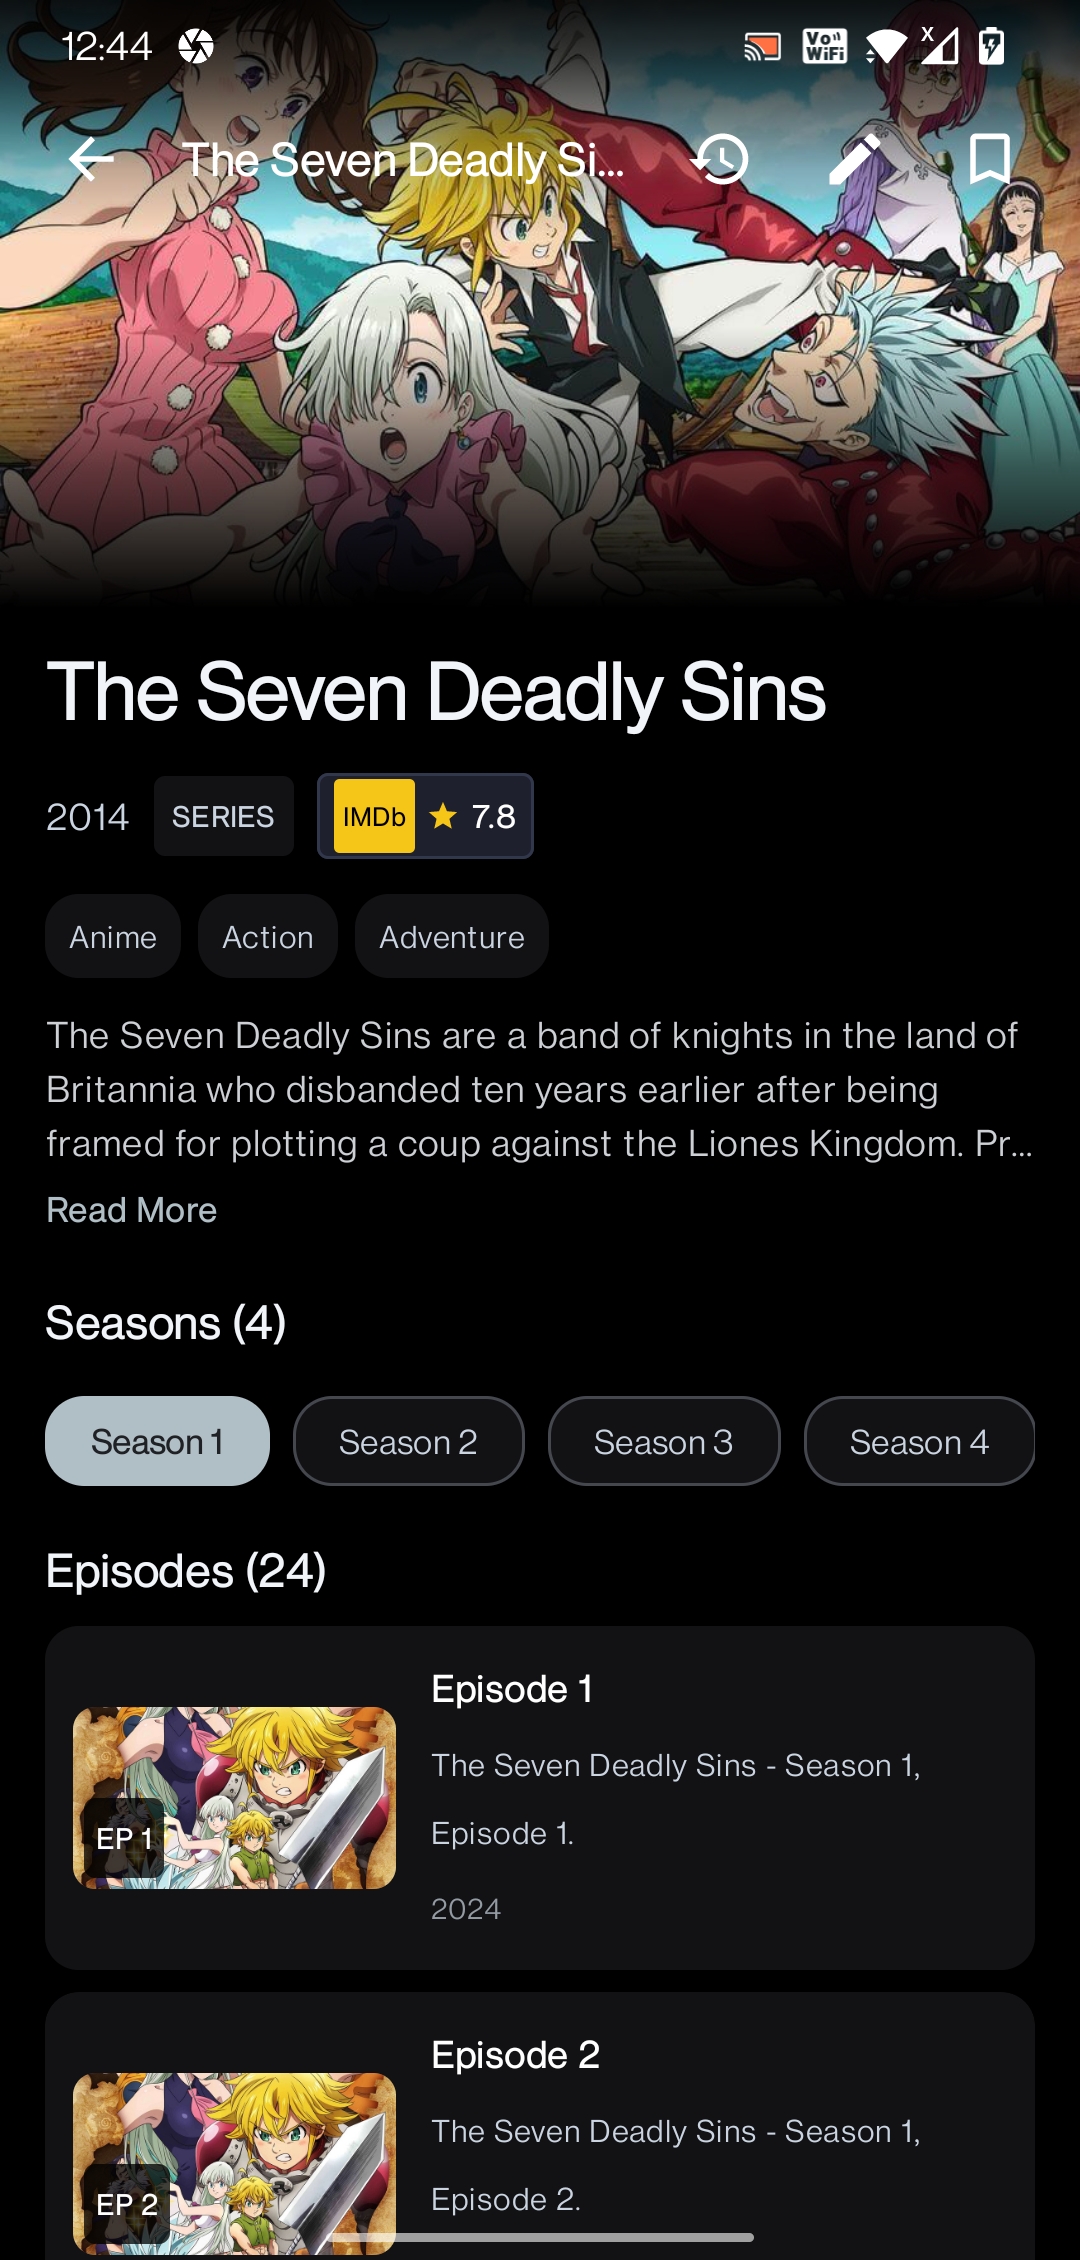 12:44
Vo WiFi
X
The Seven Deadly Si...
The Seven Deadly Sins
2014
SERIES
IMDb
7.8
Anime
Action
Adventure
The Seven Deadly Sins are a band of knights in the land of
Britannia who disbanded ten years earlier after being
framed for plotting a coup against the Liones Kingdom. Pr...
Read More
Seasons (4)
Season 1
Season 2
Season 3
Season 4
Episodes (24)
EP 1
Episode 1
The Seven Deadly Sins - Season 1,
Episode 1.
2024
EP 2
Episode 2
The Seven Deadly Sins - Season 1,
Episode 2.